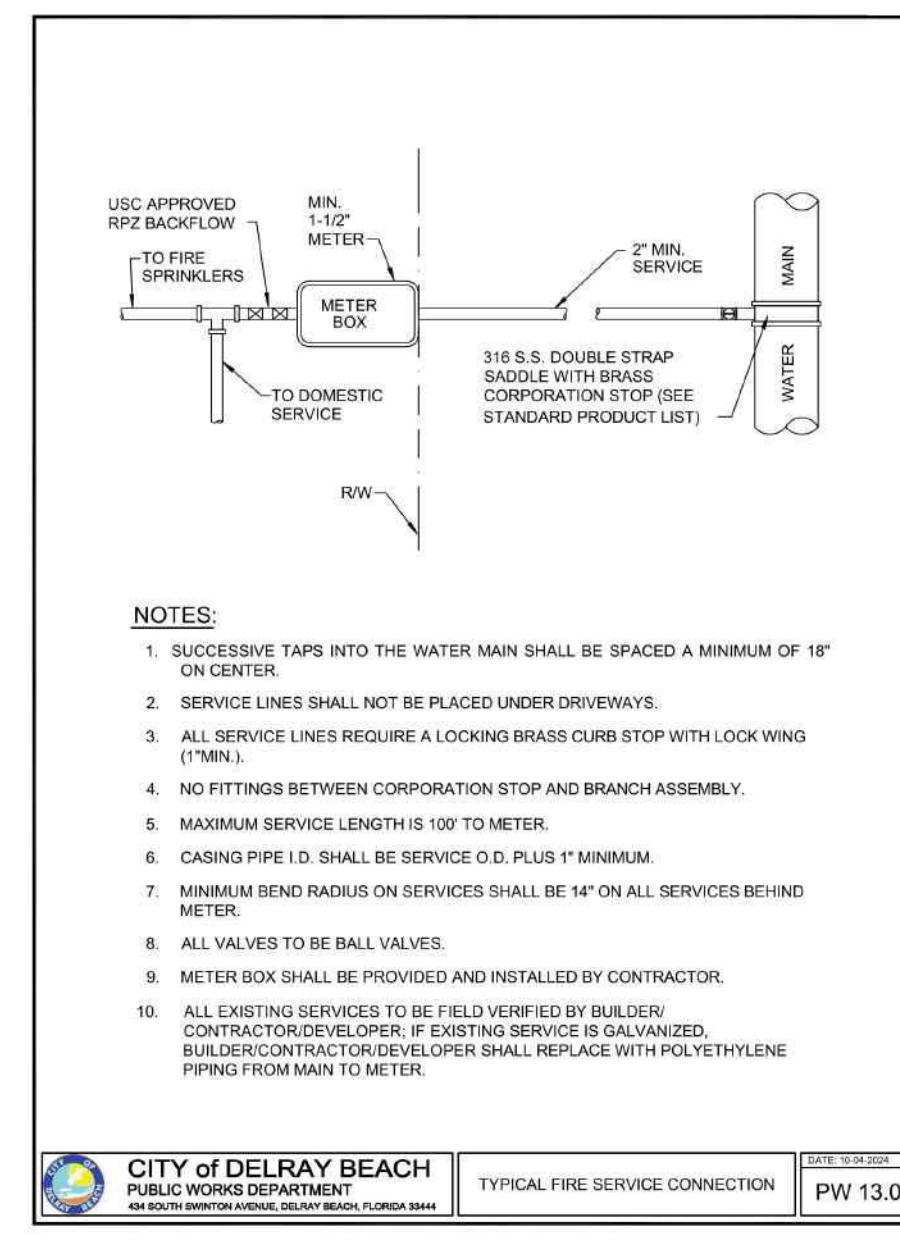 USC APPROVED
RPZ BACKFLOW
MIN.
1-1/2"
METER
TO FIRE
SPRINKLERS
METER
BOX
2" MIN.
SERVICE
MAIN
WATER
TO DOMESTIC
SERVICE
316 S.S. DOUBLE STRAP
SADDLE WITH BRASS
CORPORATION STOP (SEE
STANDARD PRODUCT LIST)
R/W
NOTES:
1. SUCCESSIVE TAPS INTO THE WATER MAIN SHALL BE SPACED A MINIMUM OF 18"
ON CENTER.
2. SERVICE LINES SHALL NOT BE PLACED UNDER DRIVEWAYS.
3. ALL SERVICE LINES REQUIRE A LOCKING BRASS CURB STOP WITH LOCK WING
(1"MIN.).
4. NO FITTINGS BETWEEN CORPORATION STOP AND BRANCH ASSEMBLY.
5. MAXIMUM SERVICE LENGTH IS 100' TO METER.
6. CASING PIPE I.D. SHALL BE SERVICE O.D. PLUS 1" MINIMUM.
7. MINIMUM BEND RADIUS ON SERVICES SHALL BE 14" ON ALL SERVICES BEHIND
METER.
8. ALL VALVES TO BE BALL VALVES.
9. METER BOX SHALL BE PROVIDED AND INSTALLED BY CONTRACTOR.
10. ALL EXISTING SERVICES TO BE FIELD VERIFIED BY BUILDER/
CONTRACTOR/DEVELOPER; IF EXISTING SERVICE IS GALVANIZED,
BUILDER/CONTRACTOR/DEVELOPER SHALL REPLACE WITH POLYETHYLENE
PIPING FROM MAIN TO METER.
CITY OF
DELRAY BEACH
CITY of DELRAY BEACH
PUBLIC WORKS DEPARTMENT
434 SOUTH SWINTON AVENUE, DELRAY BEACH, FLORIDA 33444
TYPICAL FIRE SERVICE CONNECTION
DATE: 10-04-2024
PW 13.0